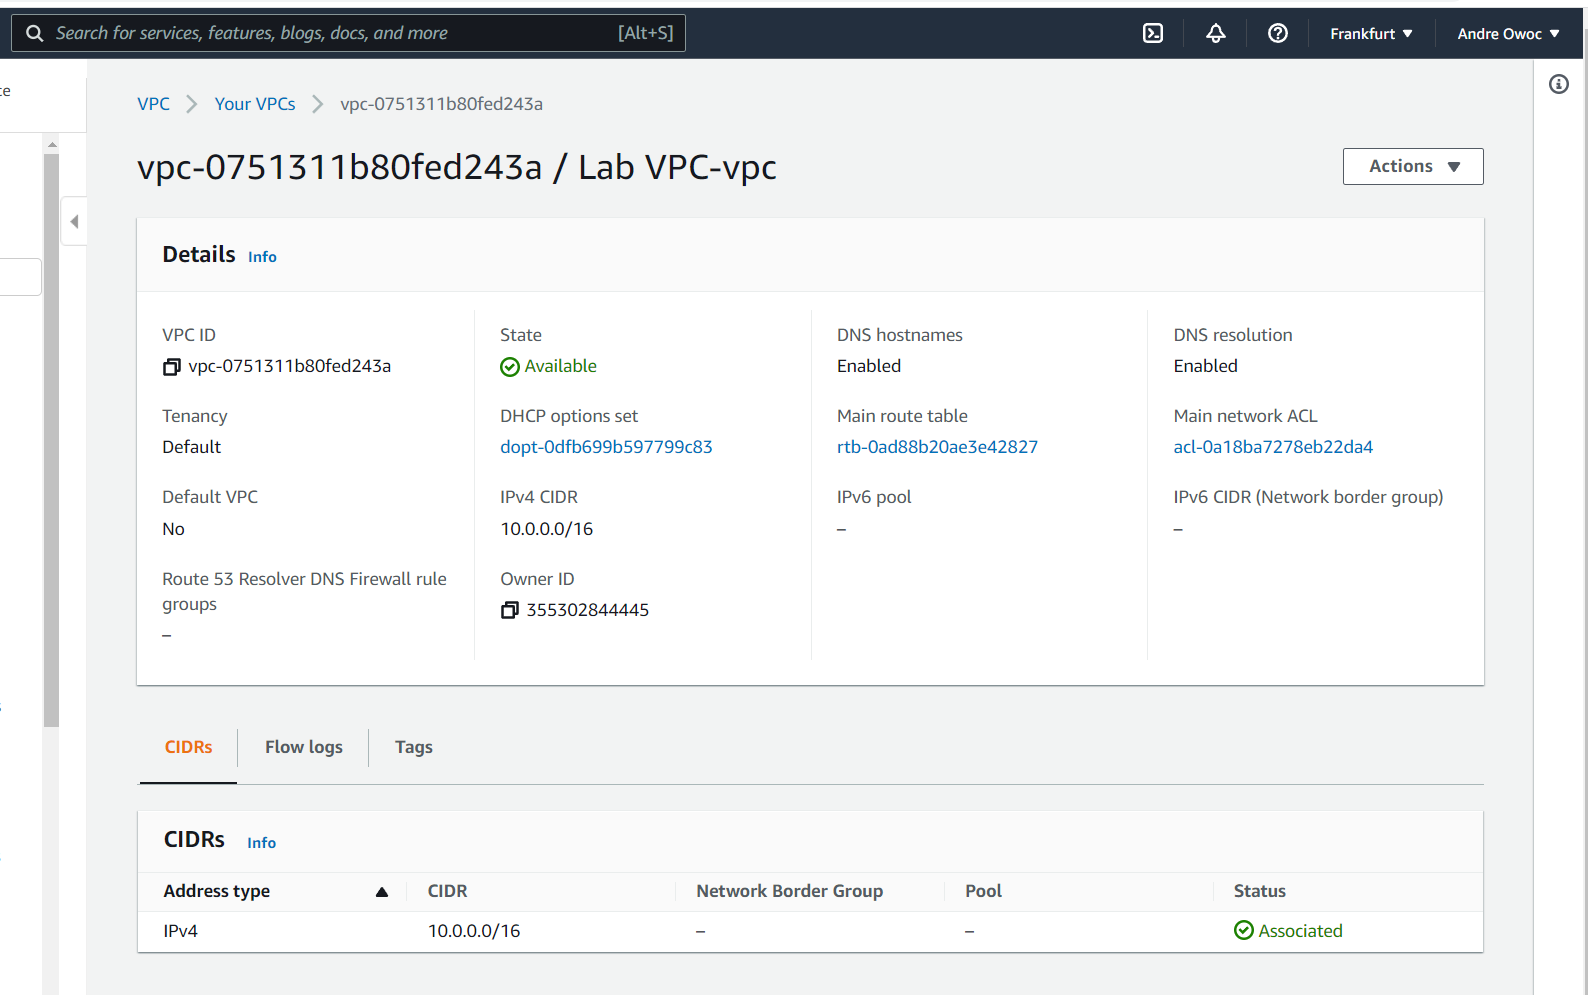 Search for services, features, blogs, docs, and more [Alt+S]
Frankfurt ▼ Andre Owoc ▼
ce
VPC > Your VPCs > vpc-0751311b80fed243a
vpc-0751311b80fed243a / Lab VPC-vpc
Actions ▼
Details Info
VPC ID
vpc-0751311b80fed243a
State
Available
DNS hostnames
Enabled
DNS resolution
Enabled
Tenancy
Default
DHCP options set
dopt-0dfb699b597799c83
Main route table
rtb-0ad88b20ae3e42827
Main network ACL
acl-0a18ba7278eb22da4
Default VPC
No
IPv4 CIDR
10.0.0.0/16
IPv6 pool
–
IPv6 CIDR (Network border group)
–
Route 53 Resolver DNS Firewall rule
groups
–
Owner ID
355302844445
CIDRs Flow logs Tags
CIDRs Info
Address type CIDR Network Border Group Pool Status
IPv4 10.0.0.0/16 – – Associated